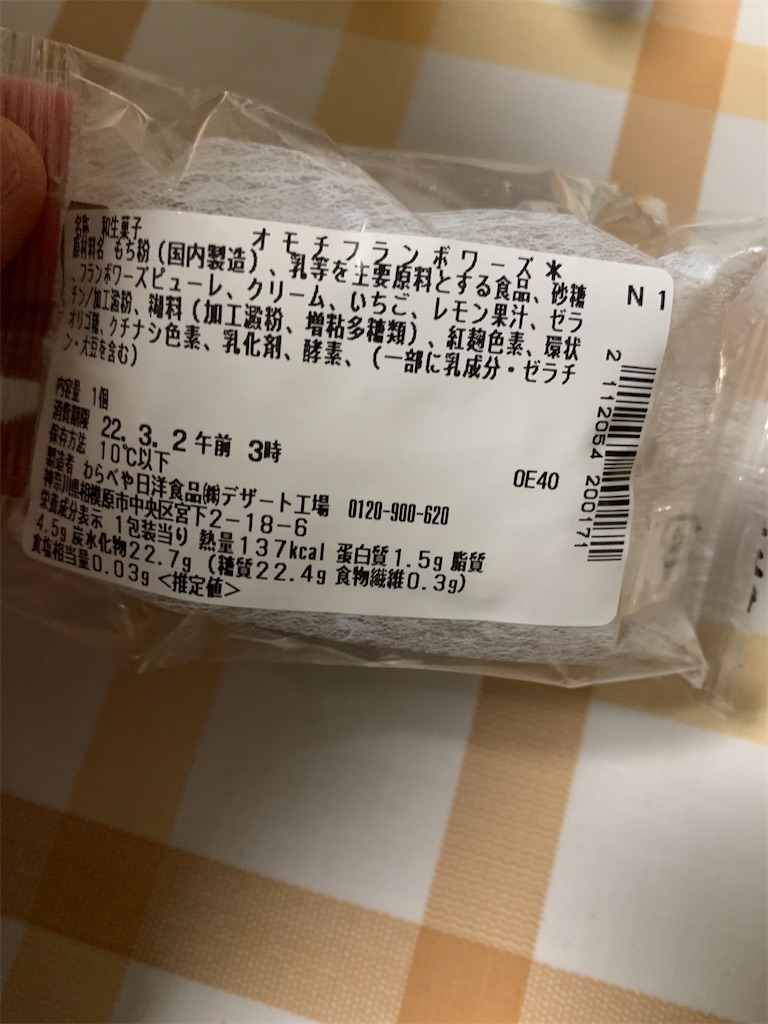 名称 和生菓子 オモチフランボワーズ＊
原材料名 もち粉（国内製造）、乳等を主要原料とする食品、砂糖
、フランボワーズピューレ、クリーム、いちご、レモン果汁、ゼラ
チン/加工澱粉、糊料（加工澱粉、増粘多糖類）、紅麹色素、環状
オリゴ糖、クチナシ色素、乳化剤、酵素、（一部に乳成分・ゼラチ
ン・大豆を含む）
N 1
内容量 1個
消費期限 22. 3. 2 午前 3時
保存方法 10℃以下
0E40
製造者 わらべや日洋食品㈱デザート工場 0120-900-620
神奈川県相模原市中央区宮下2-18-6
栄養成分表示 1包装当り 熱量137kcal 蛋白質1.5g 脂質
4.5g 炭水化物22.7g（糖質22.4g 食物繊維0.3g）
食塩相当量0.03g＜推定値＞
2 112054 200171